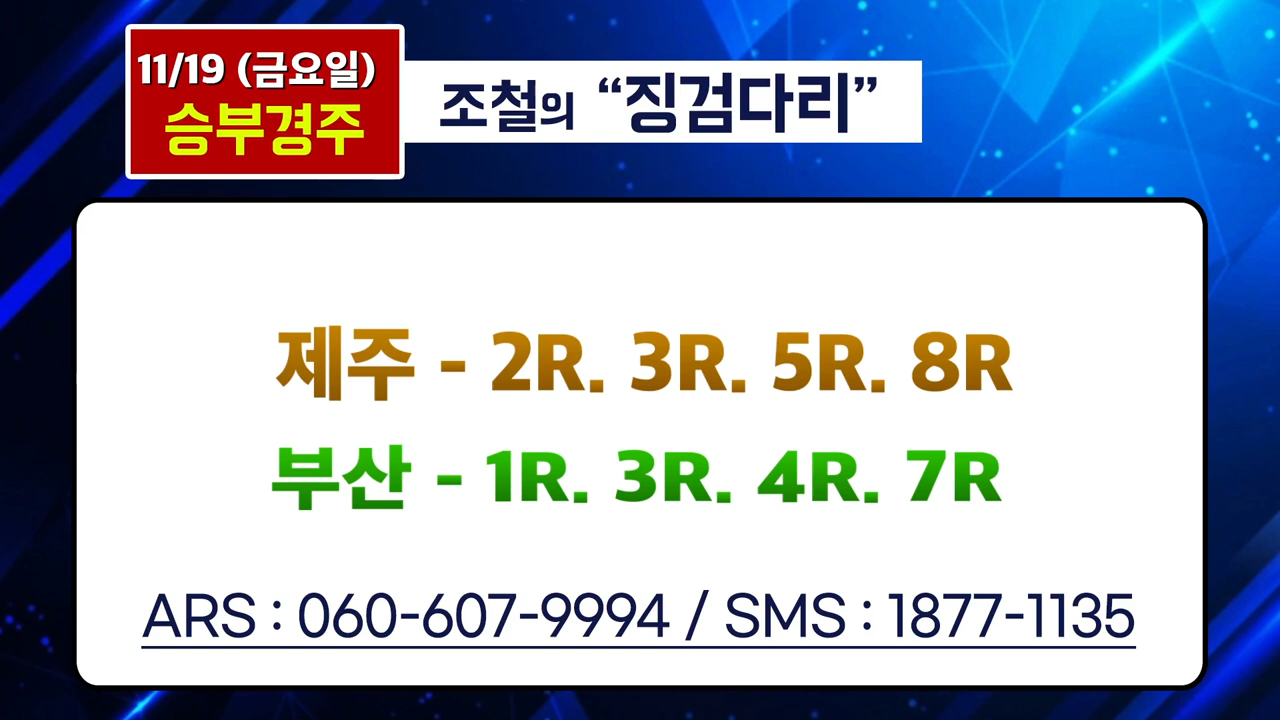 11/19 (금요일)
승부경주
조철의 “징검다리”
제주 - 2R. 3R. 5R. 8R
부산 - 1R. 3R. 4R. 7R
ARS : 060-607-9994 / SMS : 1877-1135